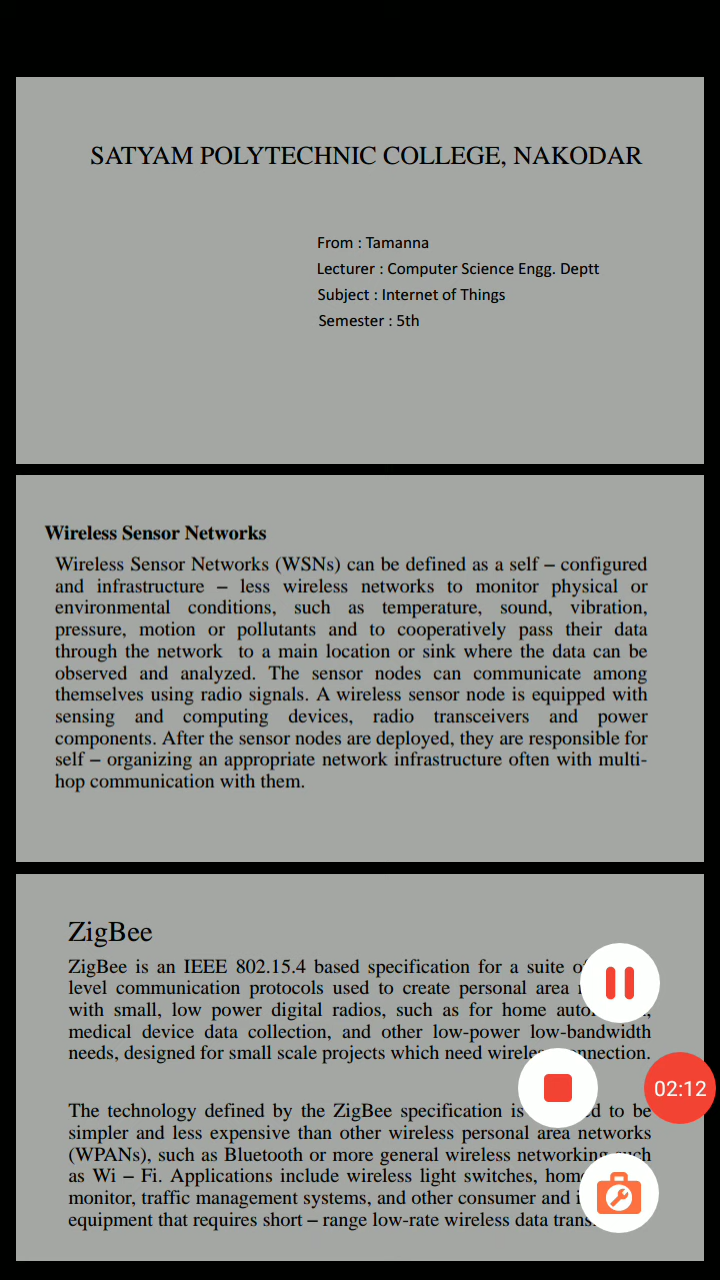 SATYAM POLYTECHNIC COLLEGE, NAKODAR
From : Tamanna
Lecturer : Computer Science Engg. Deptt
Subject : Internet of Things
Semester : 5th
Wireless Sensor Networks
Wireless Sensor Networks (WSNs) can be defined as a self – configured
and infrastructure – less wireless networks to monitor physical or
environmental conditions, such as temperature, sound, vibration,
pressure, motion or pollutants and to cooperatively pass their data
through the network to a main location or sink where the data can be
observed and analyzed. The sensor nodes can communicate among
themselves using radio signals. A wireless sensor node is equipped with
sensing and computing devices, radio transceivers and power
components. After the sensor nodes are deployed, they are responsible for
self – organizing an appropriate network infrastructure often with multi-
hop communication with them.
ZigBee
ZigBee is an IEEE 802.15.4 based specification for a suite
level communication protocols used to create personal area
with small, low power digital radios, such as for home
medical device data collection, and other low-power low-bandwidth
needs, designed for small scale projects which need
The technology defined by the ZigBee specification is to be
simpler and less expensive than other wireless personal area networks
(WPANs), such as Bluetooth or more general wireless networking such
as Wi – Fi. Applications include wireless light switches,
monitor, traffic management systems, and other consumer and
equipment that requires short – range low-rate wireless data
02:12